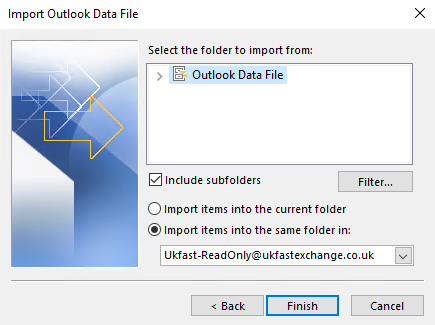 Import Outlook Data File
Select the folder to import from:
Outlook Data File
Include subfolders
Filter...
Import items into the current folder
Import items into the same folder in:
Ukfast-ReadOnly@ukfastexchange.co.uk
< Back Finish Cancel